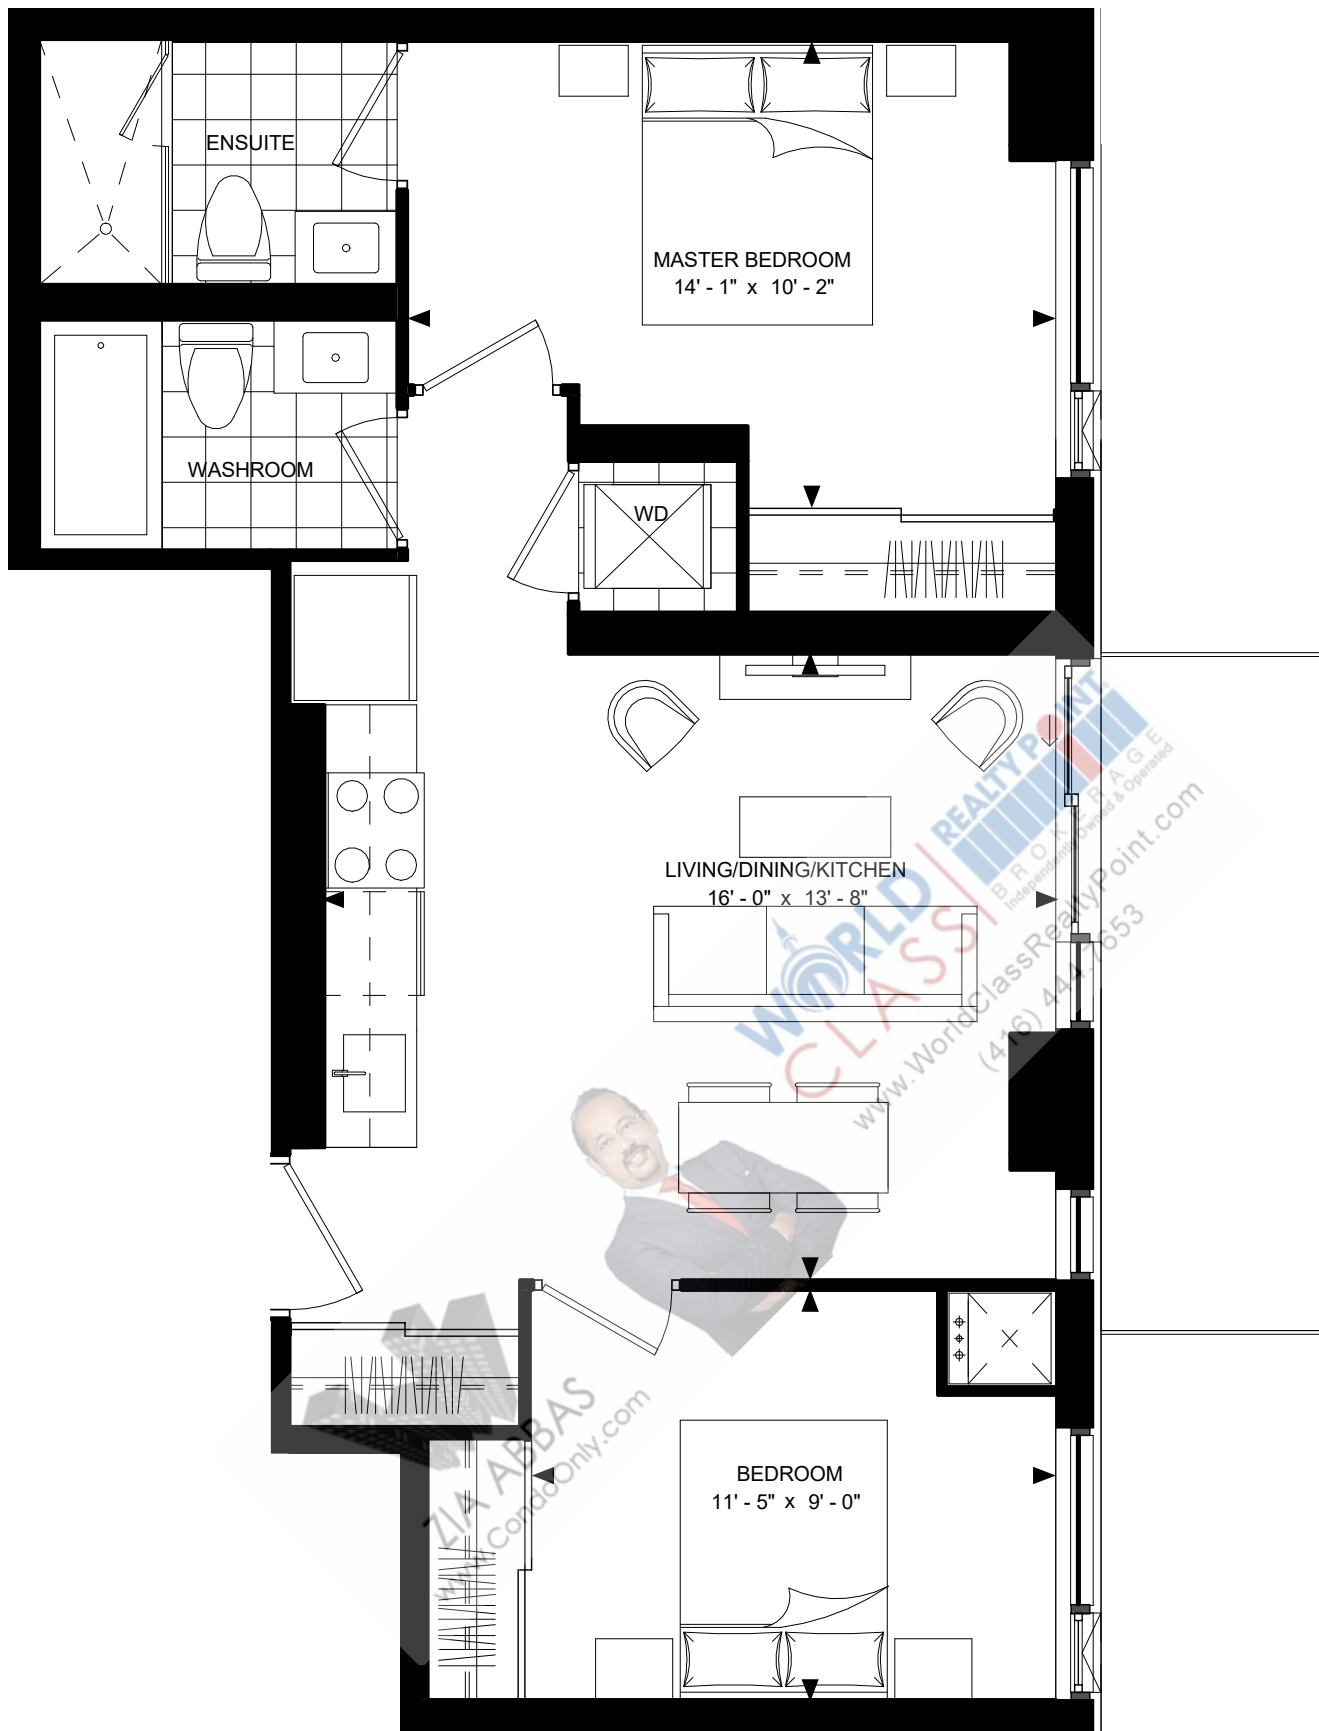 ENSUITE
MASTER BEDROOM
14' - 1" x 10' - 2"
WASHROOM
WD
LIVING/DINING/KITCHEN
16' - 0" x 13' - 8"
WORLD
CLASS
REALTY POINT
BROKERAGE
Independently Owned & Operated
www.WorldClassRealtyPoint.com
(416) 444.7653
ZIA ABBAS
www.CondoOnly.com
BEDROOM
11' - 5" x 9' - 0"